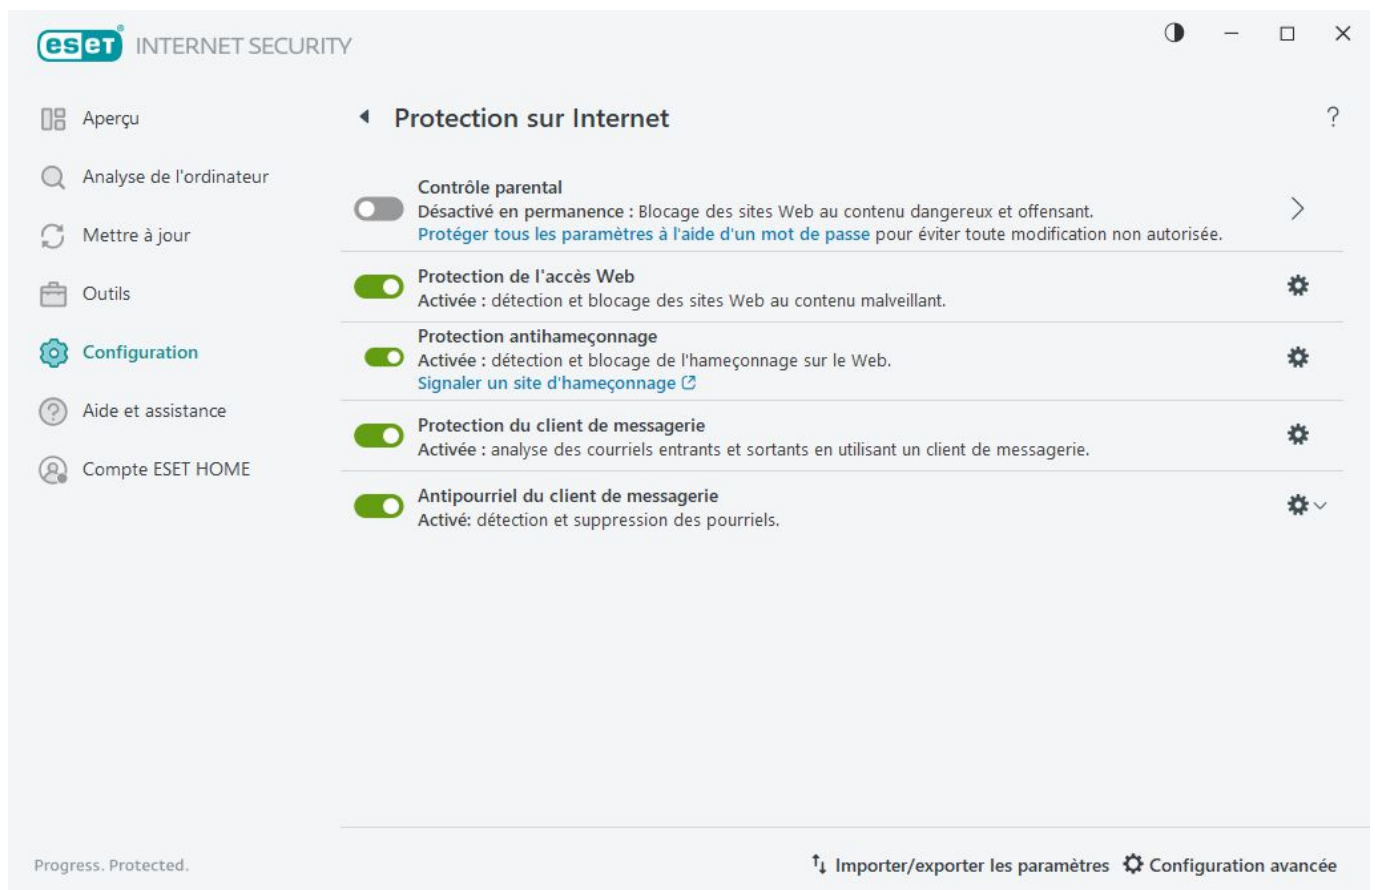 eset INTERNET SECURITY
Aperçu
Analyse de l'ordinateur
Mettre à jour
Outils
Configuration
Aide et assistance
Compte ESET HOME
Protection sur Internet
?
Contrôle parental
Désactivé en permanence : Blocage des sites Web au contenu dangereux et offensant.
Protéger tous les paramètres à l'aide d'un mot de passe pour éviter toute modification non autorisée.
Protection de l'accès Web
Activée : détection et blocage des sites Web au contenu malveillant.
Protection antihameçonnage
Activée : détection et blocage de l'hameçonnage sur le Web.
Signaler un site d'hameçonnage
Protection du client de messagerie
Activée : analyse des courriels entrants et sortants en utilisant un client de messagerie.
Antipourriel du client de messagerie
Activé: détection et suppression des pourriels.
Progress. Protected.
Importer/exporter les paramètres Configuration avancée